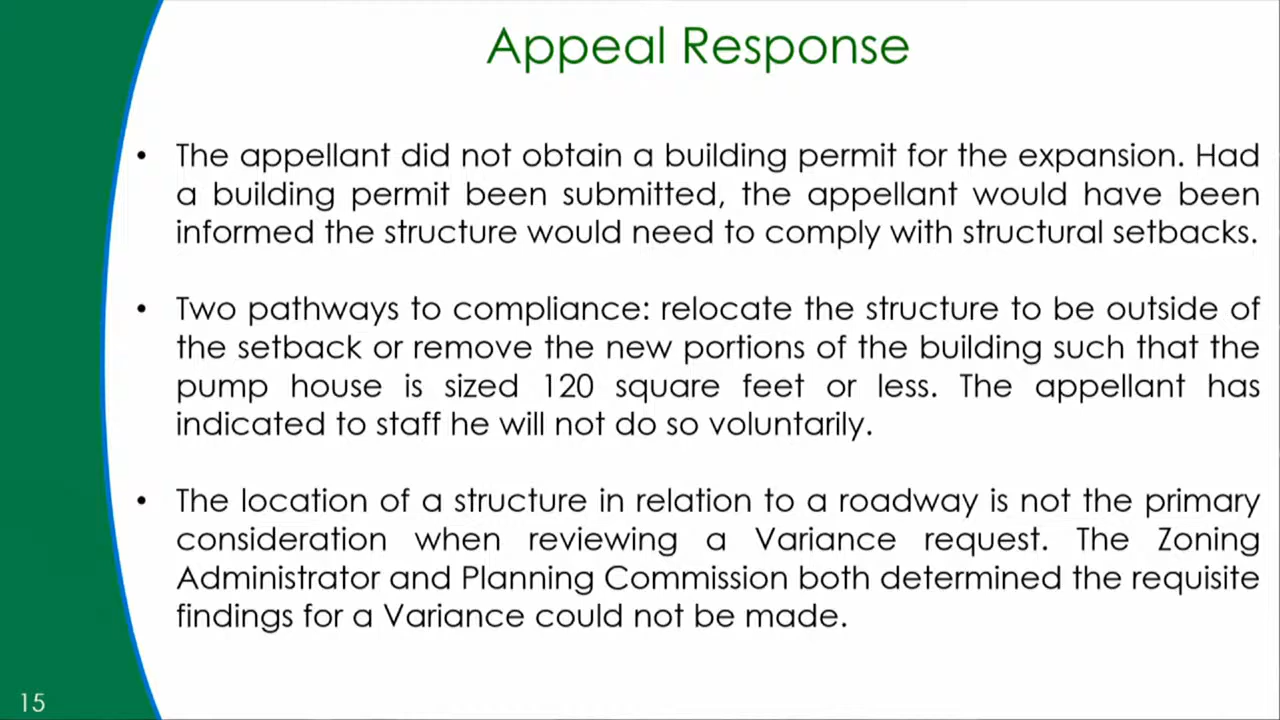 Appeal Response
• The appellant did not obtain a building permit for the expansion. Had
a building permit been submitted, the appellant would have been
informed the structure would need to comply with structural setbacks.
• Two pathways to compliance: relocate the structure to be outside of
the setback or remove the new portions of the building such that the
pump house is sized 120 square feet or less. The appellant has
indicated to staff he will not do so voluntarily.
• The location of a structure in relation to a roadway is not the primary
consideration when reviewing a Variance request. The Zoning
Administrator and Planning Commission both determined the requisite
findings for a Variance could not be made.
15